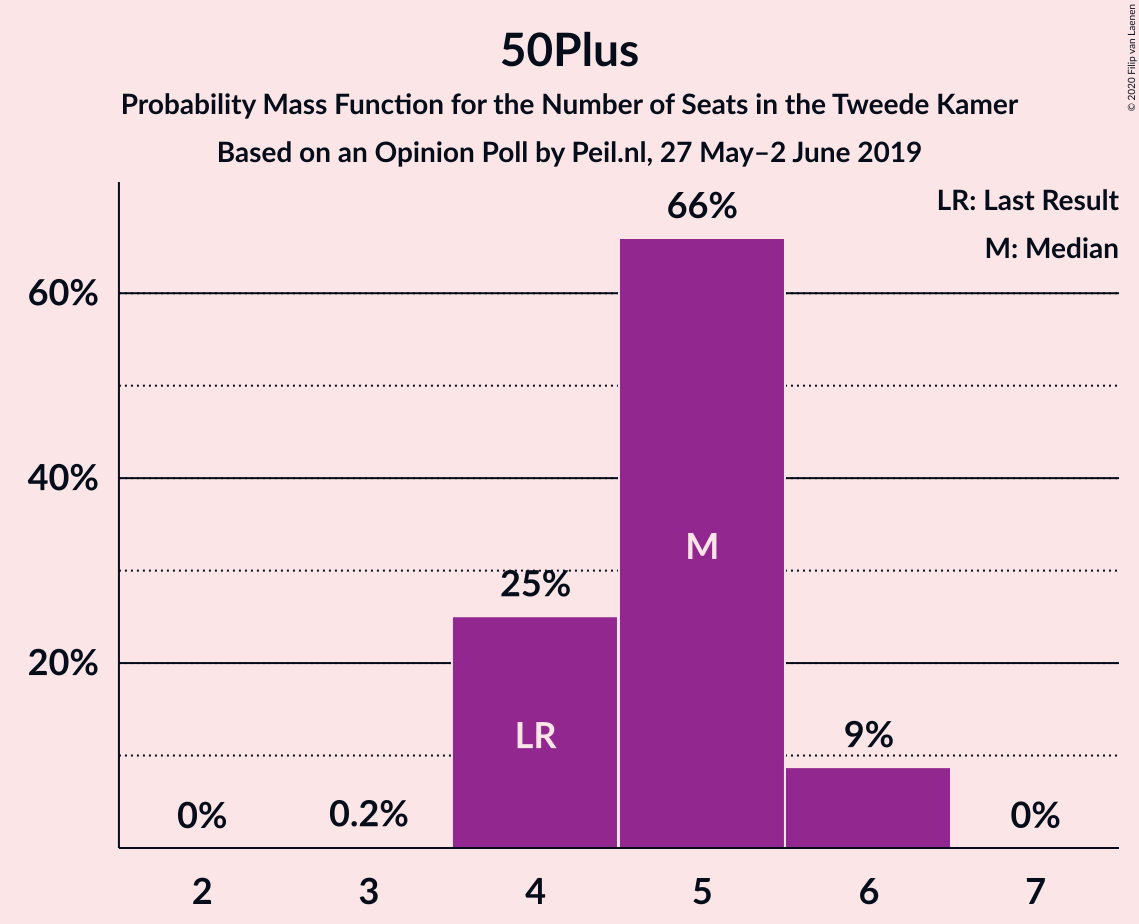 50Plus
Probability Mass Function for the Number of Seats in the Tweede Kamer
Based on an Opinion Poll by Peil.nl, 27 May–2 June 2019
© 2020 Filip van Laenen
LR: Last Result
M: Median
66%
60%
40%
20%
M
25%
LR
9%
0%
0.2%
0%
2 3 4 5 6 7